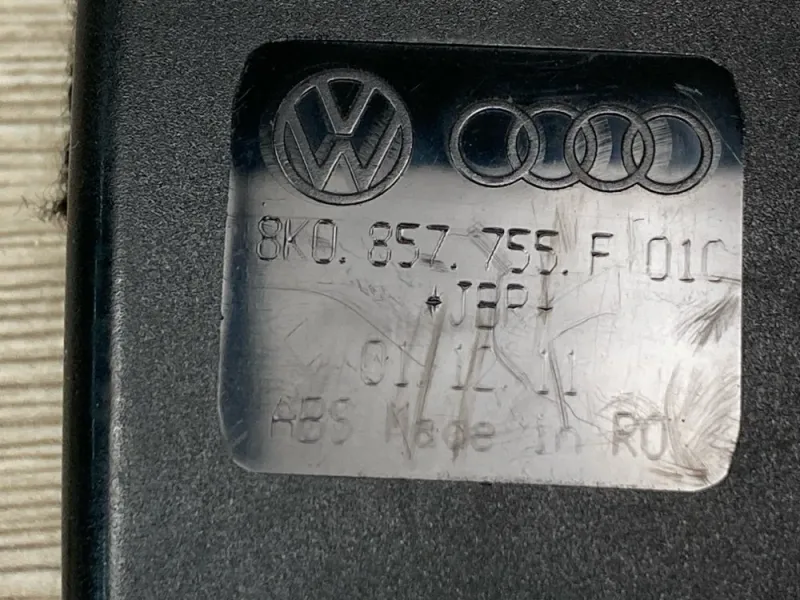 8K0.857.755.F 01C
*JBP*
01.12.11
ABS Made in RO